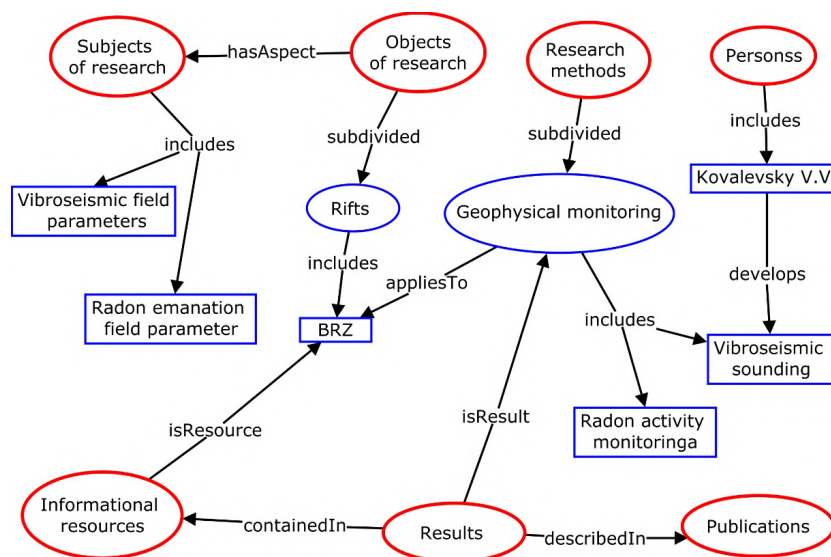 Subjects
of research
hasAspect
Objects
of research
Research
methods
Personss
includes
subdivided
subdivided
includes
Vibroseismic field
parameters
Rifts
Geophysical monitoring
Kovalevsky V.V
includes
appliesTo
develops
Radon emanation
field parameter
BRZ
includes
Vibroseismic
sounding
isResource
isResult
Radon activity
monitoringa
Informational
resources
containedIn
Results
describedIn
Publications